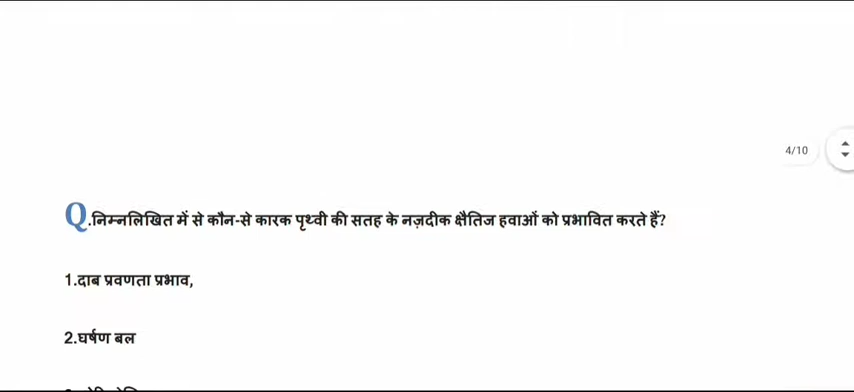 4/10
Q.निम्नलिखित में से कौन-से कारक पृथ्वी की सतह के नज़दीक क्षैतिज हवाओं को प्रभावित करते हैं?
1.दाब प्रवणता प्रभाव,
2.घर्षण बल